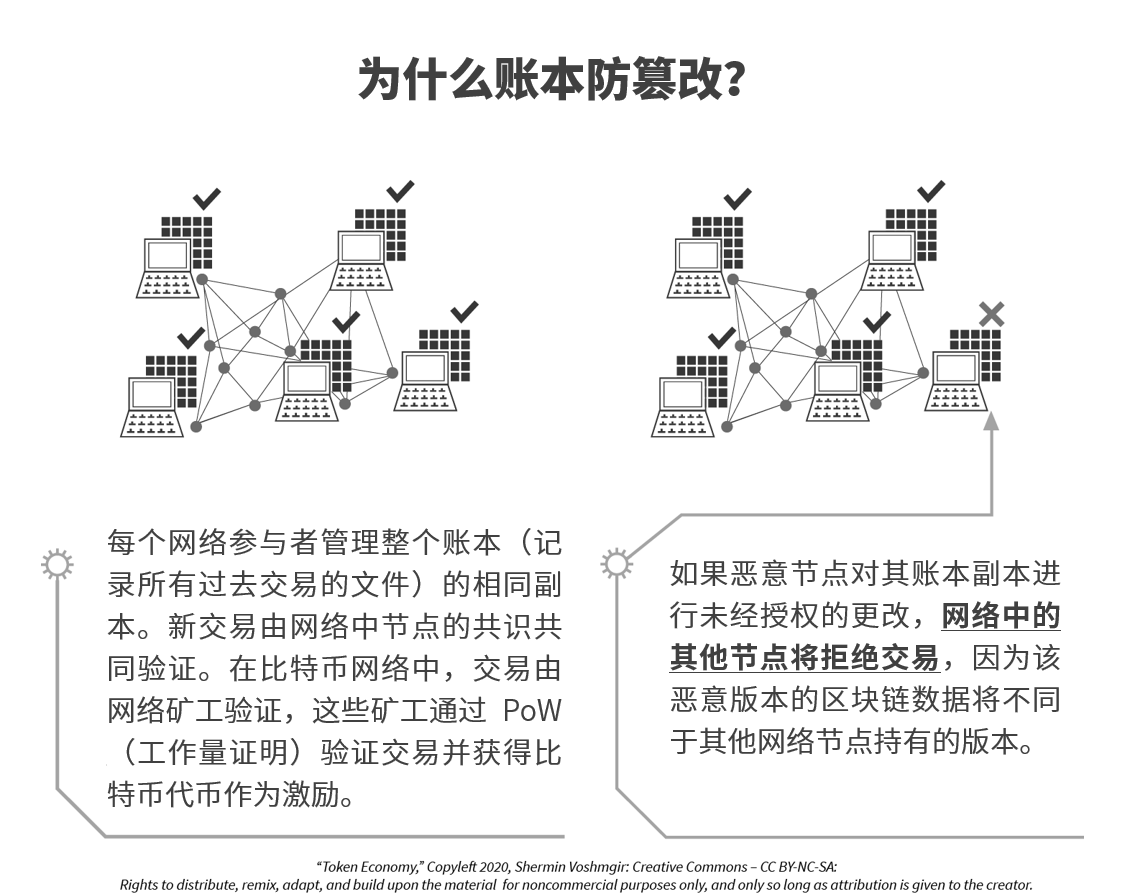 为什么账本防篡改?
每个网络参与者管理整个账本（记
录所有过去交易的文件）的相同副
本。新交易由网络中节点的共识共
同验证。在比特币网络中，交易由
网络矿工验证，这些矿工通过 PoW
（工作量证明）验证交易并获得比
特币代币作为激励。
如果恶意节点对其账本副本进
行未经授权的更改，网络中的
其他节点将拒绝交易，因为该
恶意版本的区块链数据将不同
于其他网络节点持有的版本。
“Token Economy,” Copyleft 2020, Shermin Voshmgir: Creative Commons – CC BY-NC-SA:
Rights to distribute, remix, adapt, and build upon the material for noncommercial purposes only, and only so long as attribution is given to the creator.